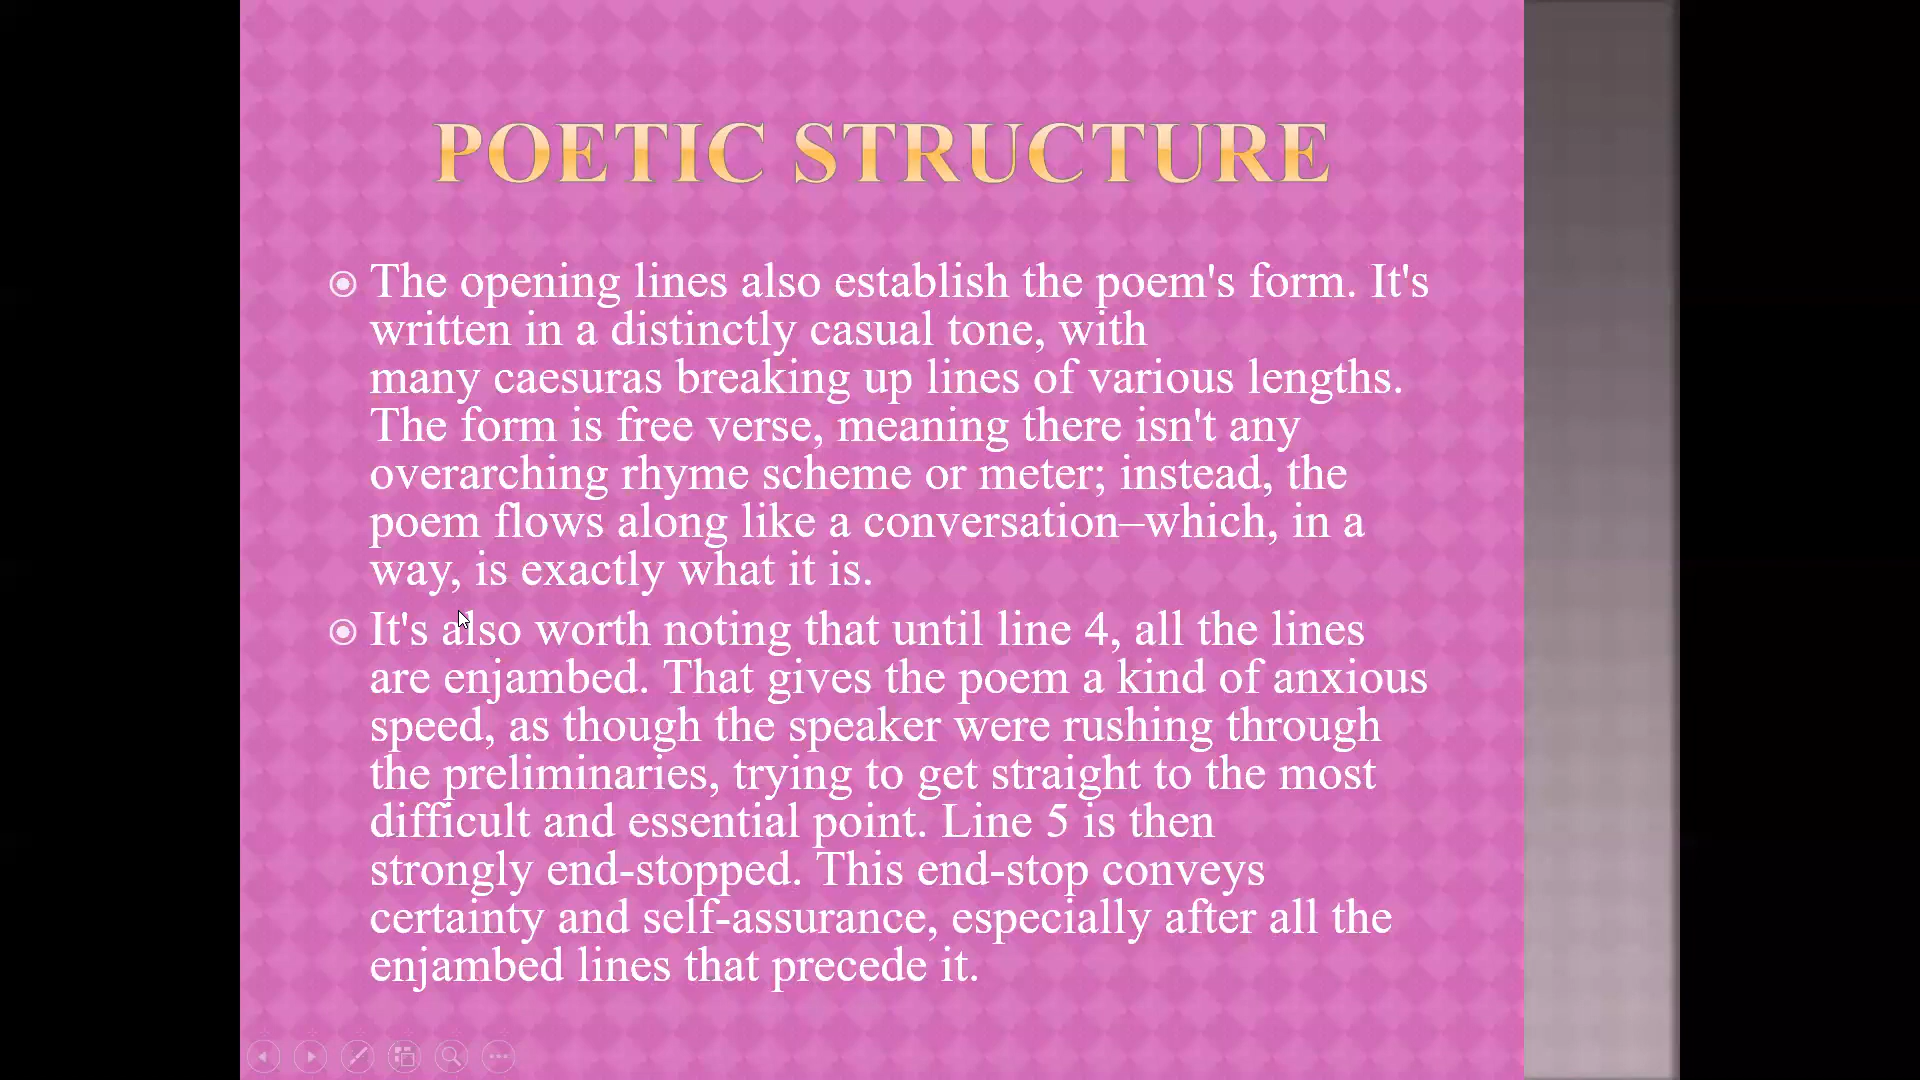 POETIC STRUCTURE
The opening lines also establish the poem's form. It's
written in a distinctly casual tone, with
many caesuras breaking up lines of various lengths.
The form is free verse, meaning there isn't any
overarching rhyme scheme or meter; instead, the
poem flows along like a conversation–which, in a
way, is exactly what it is.
It's also worth noting that until line 4, all the lines
are enjambed. That gives the poem a kind of anxious
speed, as though the speaker were rushing through
the preliminaries, trying to get straight to the most
difficult and essential point. Line 5 is then
strongly end-stopped. This end-stop conveys
certainty and self-assurance, especially after all the
enjambed lines that precede it.